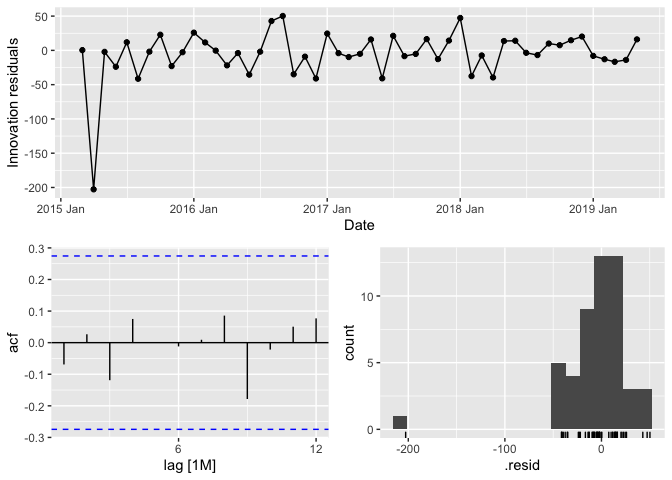 50
0
-50
-100
-150
-200
Innovation residuals
2015 Jan 2016 Jan 2017 Jan 2018 Jan 2019 Jan
Date
0.3
0.2
0.1
0.0
-0.1
-0.2
-0.3
acf
6 12
lag [1M]
10
5
0
count
-200 -100 0
.resid